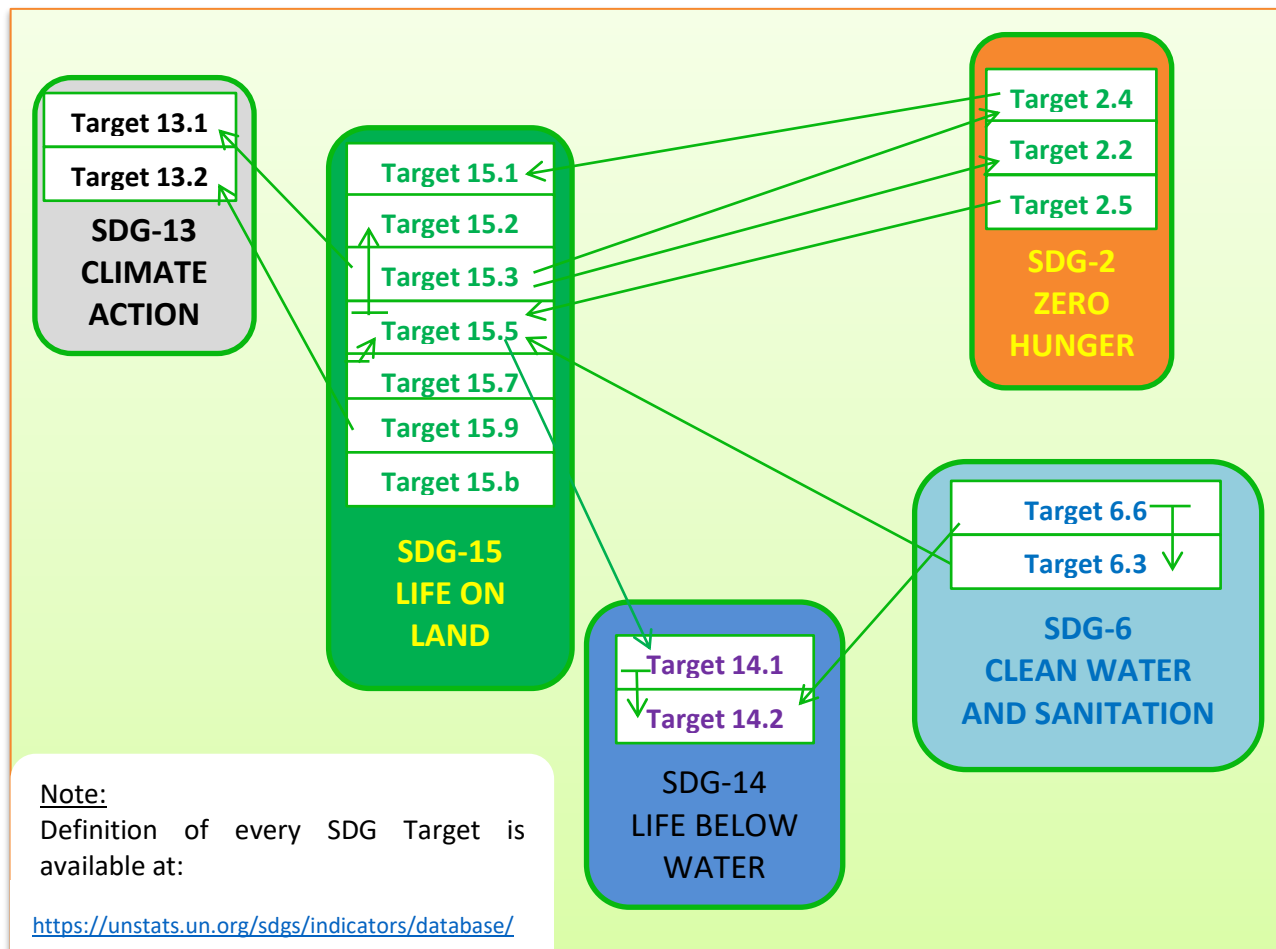 Target 13.1
Target 13.2
SDG-13
CLIMATE
ACTION
Target 15.1
Target 15.2
Target 15.3
Target 15.5
Target 15.7
Target 15.9
Target 15.b
SDG-15
LIFE ON
LAND
Target 2.4
Target 2.2
Target 2.5
SDG-2
ZERO
HUNGER
Target 6.6
Target 6.3
SDG-6
CLEAN WATER
AND SANITATION
Target 14.1
Target 14.2
SDG-14
LIFE BELOW
WATER
Note:
Definition of every SDG Target is
available at:
https://unstats.un.org/sdgs/indicators/database/